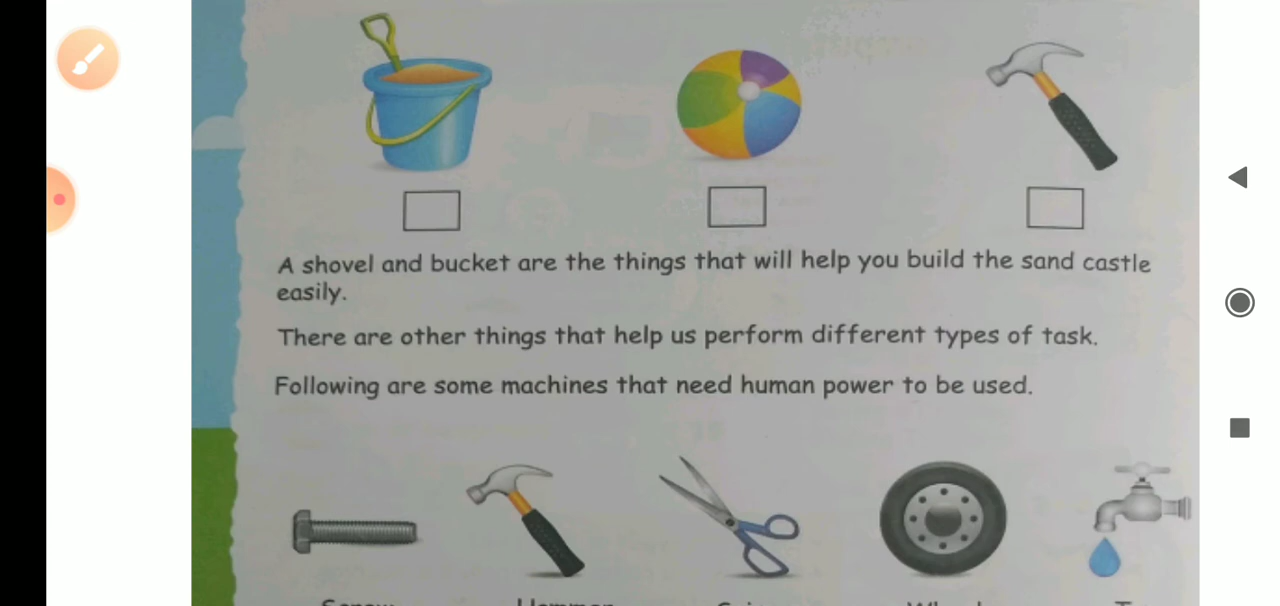 A shovel and bucket are the things that will help you build the sand castle
easily.
There are other things that help us perform different types of task.
Following are some machines that need human power to be used.